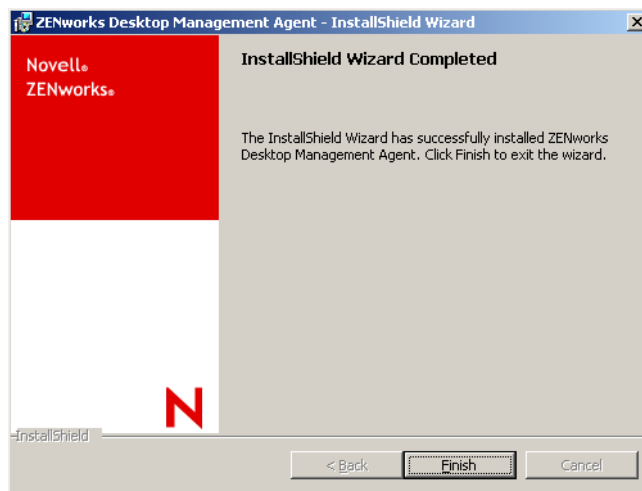 ZENworks Desktop Management Agent - InstallShield Wizard
Novell®
ZENworks®
InstallShield Wizard Completed
The InstallShield Wizard has successfully installed ZENworks
Desktop Management Agent. Click Finish to exit the wizard.
N
InstallShield
< Back
Finish
Cancel